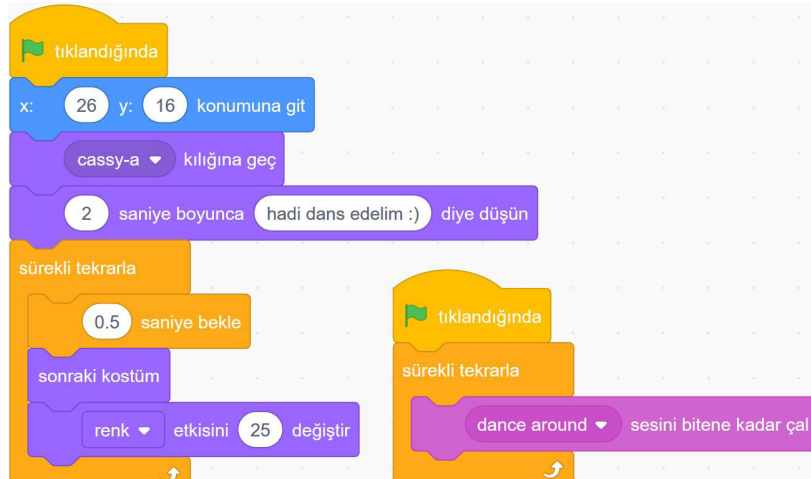 tıklandığında
x: 26 y: 16 konumuna git
cassy-a kılığına geç
2 saniye boyunca hadi dans edelim :) diye düşün
sürekli tekrarla
0.5 saniye bekle
sonraki kostüm
renk etkisini 25 değiştir
tıklandığında
sürekli tekrarla
dance around sesini bitene kadar çal